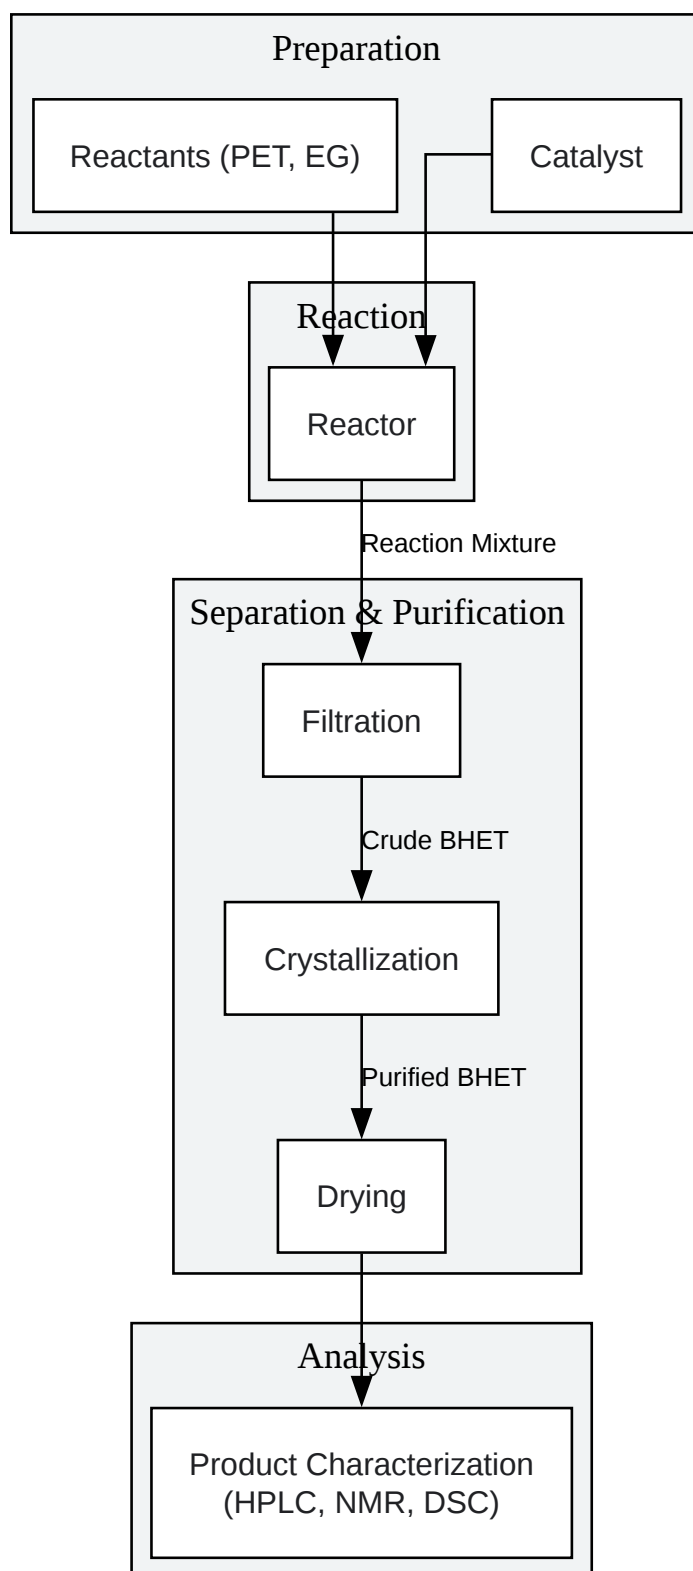 Preparation
Reactants (PET, EG)
Catalyst
Reaction
Reactor
Reaction Mixture
Separation & Purification
Filtration
Crude BHET
Crystallization
Purified BHET
Drying
Analysis
Product Characterization
(HPLC, NMR, DSC)